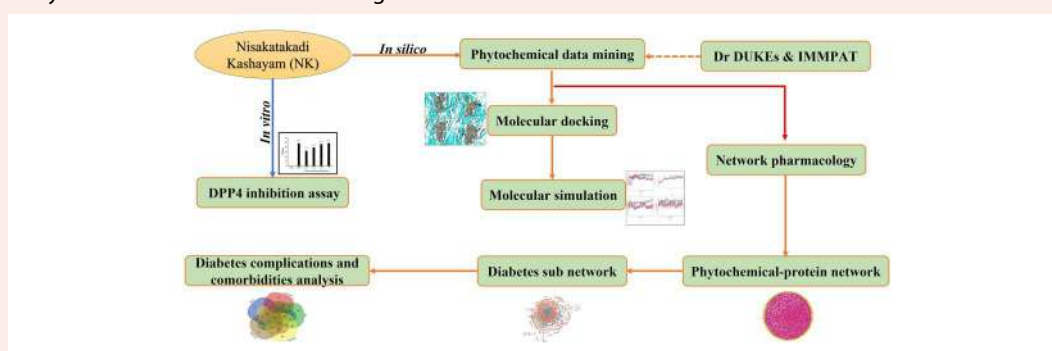 Nisakatakadi
Kashayam (NK)
In silico
Phytochemical data mining
Dr DUKEs & IMMPAT
In vitro
Molecular docking
Network pharmacology
DPP4 inhibition assay
Molecular simulation
Diabetes complications and
comorbidities analysis
Diabetes sub network
Phytochemical-protein network